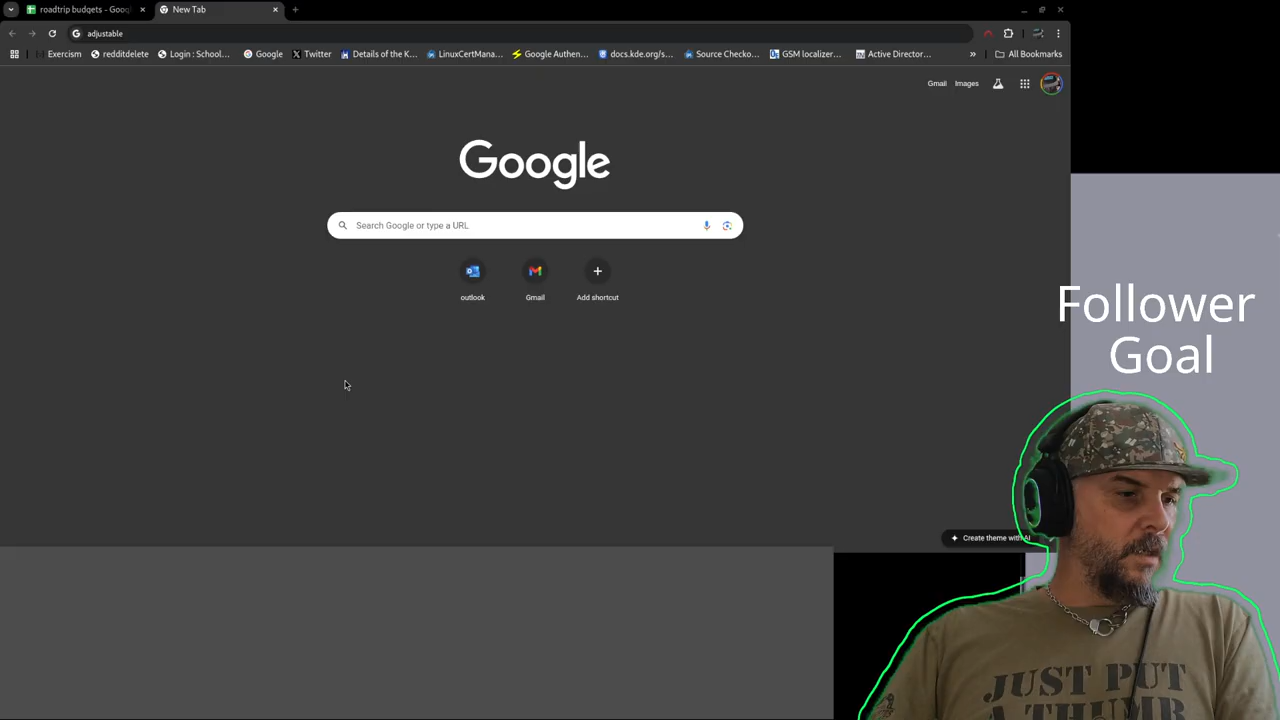 roadtrip budgets - Goog
New Tab
adjustable
Exercism
redditdelete
Login : School...
Google
Twitter
Details of the K...
LinuxCertMana...
Google Authen...
docs.kde.org/s...
Source Checko...
GSM localizer...
Active Director...
»
All Bookmarks
Gmail
Images
Google
Search Google or type a URL
outlook
Gmail
Add shortcut
Create theme with AI
Follower
Goal
JUST PUT
A THUMB